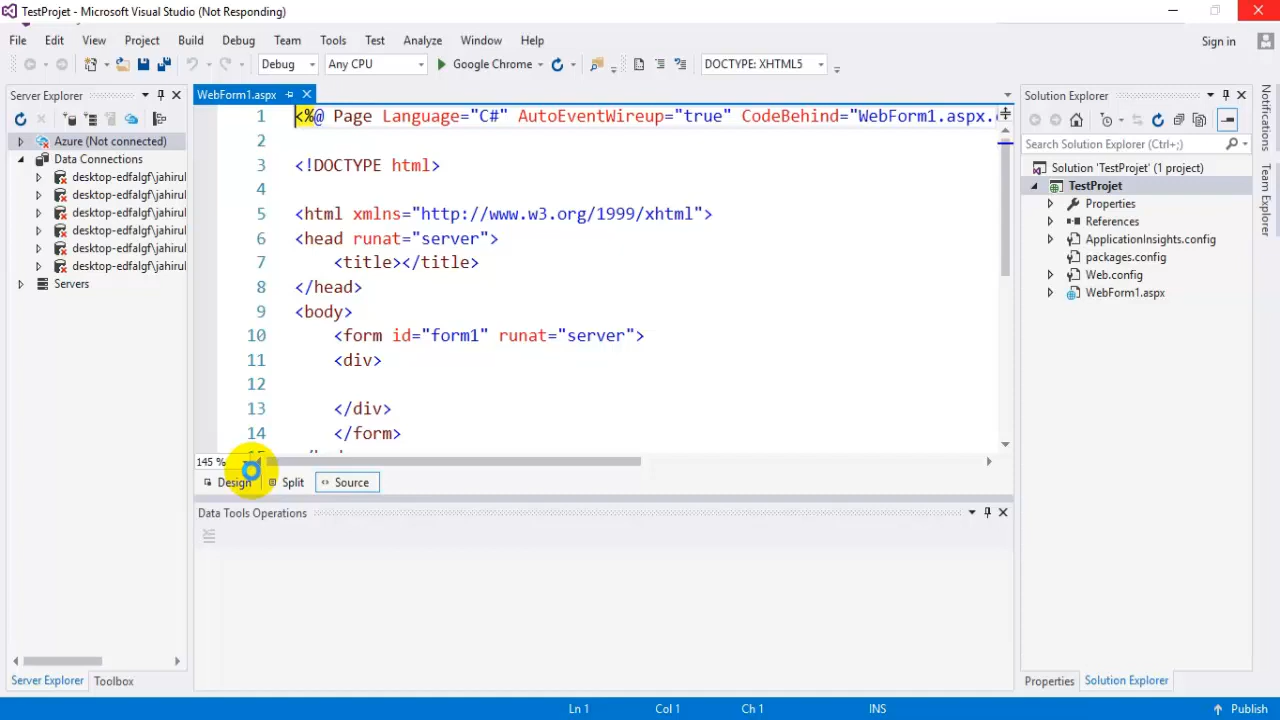 TestProjet - Microsoft Visual Studio (Not Responding)
File Edit View Project Build Debug Team Tools Test Analyze Window Help
Sign in
Debug Any CPU Google Chrome DOCTYPE: XHTML5
Server Explorer
Azure (Not connected)
Data Connections
desktop-edfalgf\jahirul
desktop-edfalgf\jahirul
desktop-edfalgf\jahirul
desktop-edfalgf\jahirul
desktop-edfalgf\jahirul
desktop-edfalgf\jahirul
Servers
Server Explorer Toolbox
WebForm1.aspx
1 <%@ Page Language="C#" AutoEventWireup="true" CodeBehind="WebForm1.aspx.
2
3 <!DOCTYPE html>
4
5 <html xmlns="http://www.w3.org/1999/xhtml">
6 <head runat="server">
7 <title></title>
8 </head>
9 <body>
10 <form id="form1" runat="server">
11 <div>
12
13 </div>
14 </form>
145 %
Design Split Source
Data Tools Operations
Solution Explorer
Search Solution Explorer (Ctrl+;)
Solution 'TestProjet' (1 project)
TestProjet
Properties
References
ApplicationInsights.config
packages.config
Web.config
WebForm1.aspx
Properties Solution Explorer
Notifications
Team Explorer
Ln 1 Col 1 Ch 1 INS Publish